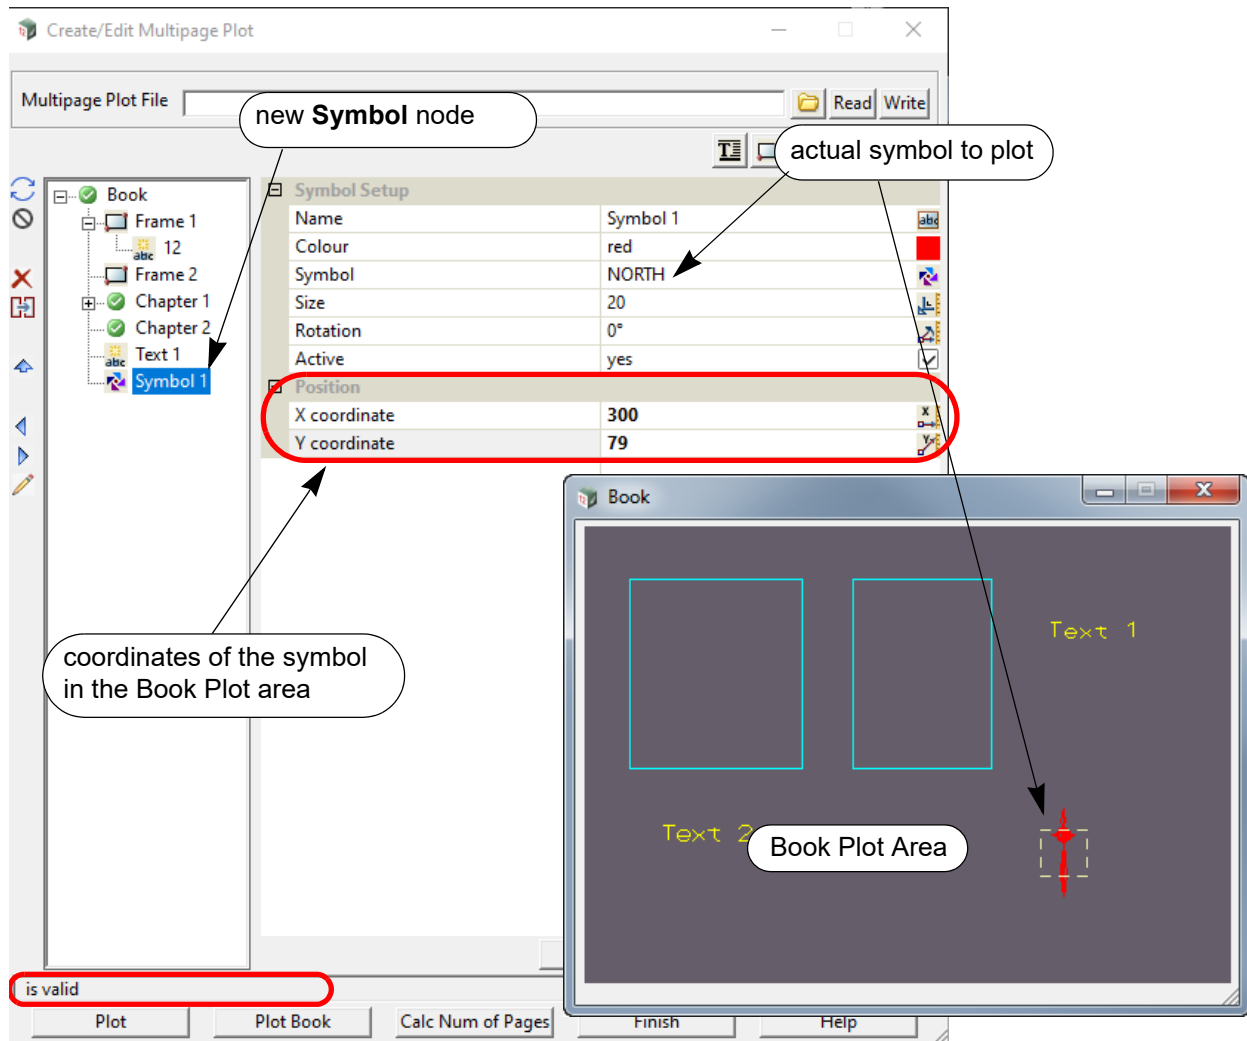 Create/Edit Multipage Plot
Multipage Plot File
Read
Write
new Symbol node
actual symbol to plot
Book
Frame 1
12
Frame 2
Chapter 1
Chapter 2
Text 1
Symbol 1
Symbol Setup
Name Symbol 1
Colour red
Symbol NORTH
Size 20
Rotation 0°
Active yes
Position
X coordinate 300
Y coordinate 79
coordinates of the symbol
in the Book Plot area
Book
Text 1
Text 2
Book Plot Area
is valid
Plot
Plot Book
Calc Num of Pages
Finish
Help